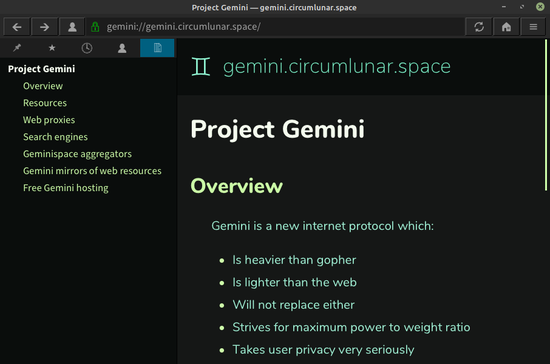 Project Gemini — gemini.circumlunar.space
gemini://gemini.circumlunar.space/
Project Gemini
Overview
Resources
Web proxies
Search engines
Geminispace aggregators
Gemini mirrors of web resources
Free Gemini hosting
♊ gemini.circumlunar.space
Project Gemini
Overview
Gemini is a new internet protocol which:
• Is heavier than gopher
• Is lighter than the web
• Will not replace either
• Strives for maximum power to weight ratio
• Takes user privacy very seriously